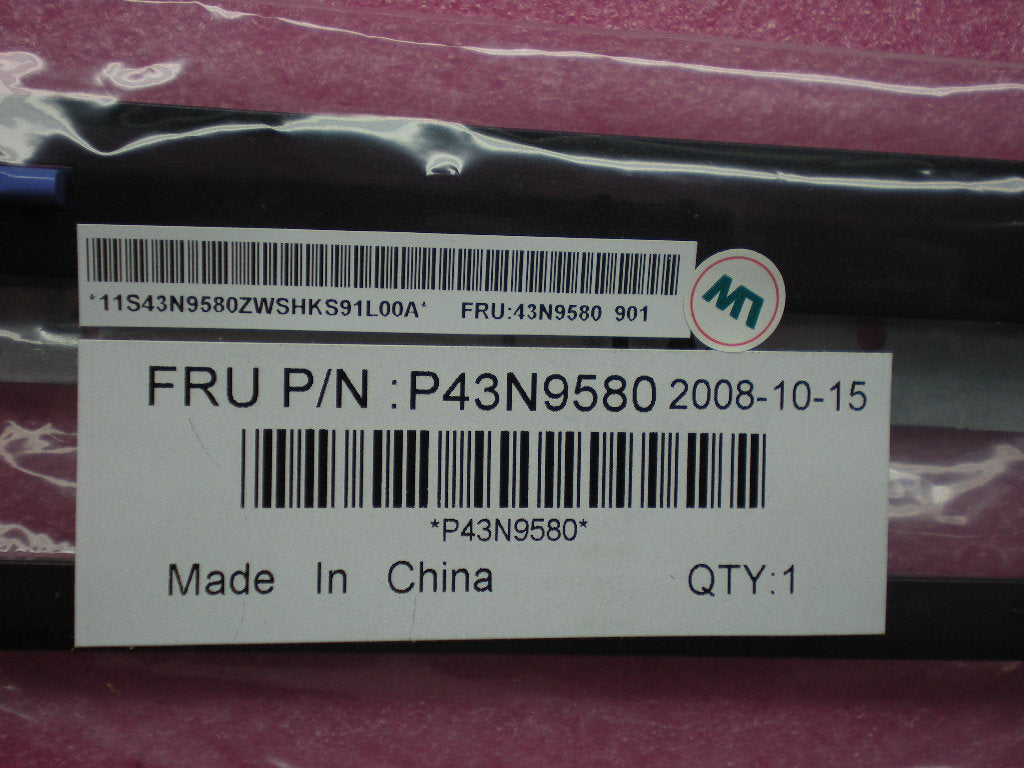 *11S43N9580ZWSHKS91L00A* FRU:43N9580 901
FRU P/N :P43N9580 2008-10-15
*P43N9580*
Made In China QTY:1